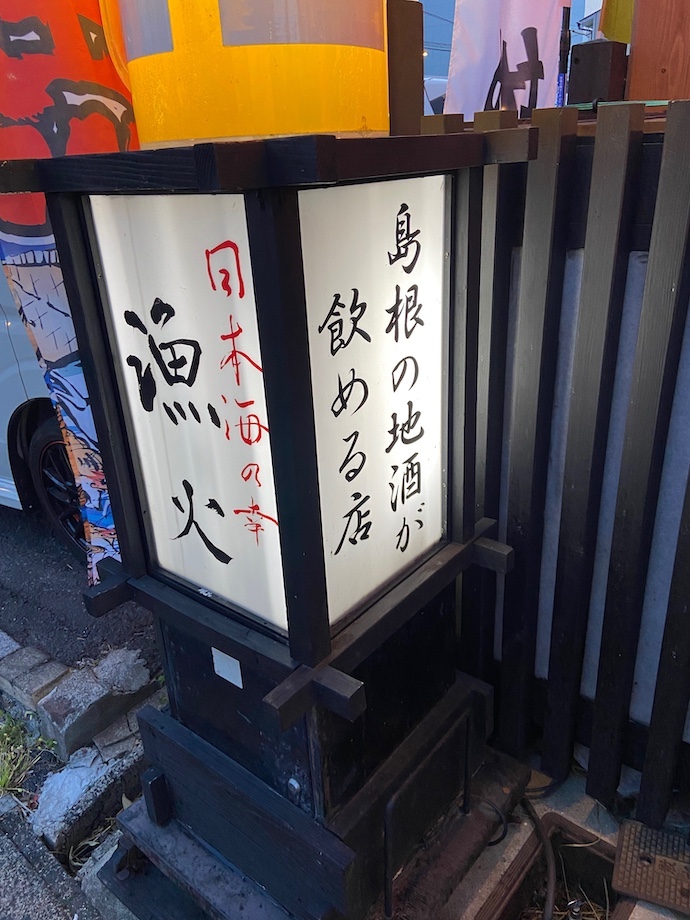 日本海の幸
漁火
島根の地酒が
飲める店